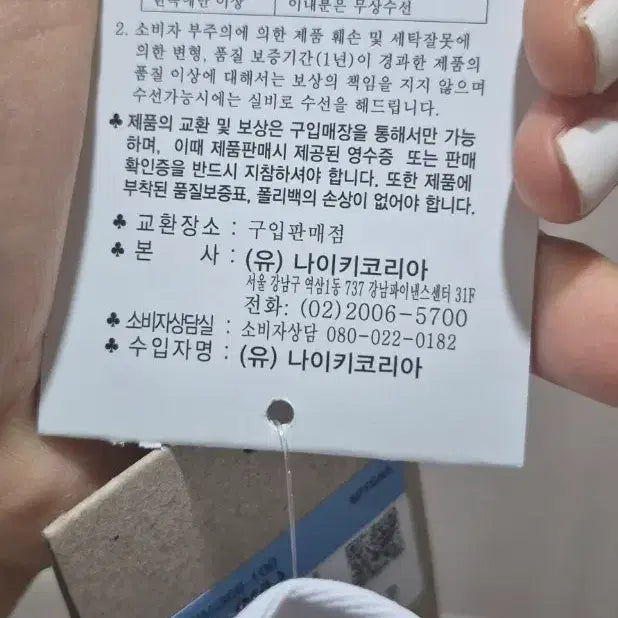 이내분은 무상수선
2. 소비자 부주의에 의한 제품 훼손 및 세탁잘못에
의한 변형, 품질 보증기간(1년)이 경과한 제품의
품질 이상에 대해서는 보상의 책임을 지지 않으며
수선가능시에는 실비로 수선을 해드립니다.
♣ 제품의 교환 및 보상은 구입매장을 통해서만 가능
하며, 이때 제품판매시 제공된 영수증 또는 판매
확인증을 반드시 지참하셔야 합니다. 또한 제품에
부착된 품질보증표, 폴리백의 손상이 없어야 합니다.
♣ 교환장소 : 구입판매점
♣ 본 사 : (유) 나이키코리아
서울 강남구 역삼1동 737 강남파이낸스센터 31F
전화: (02)2006-5700
♣ 소비자상담실 : 소비자상담 080-022-0182
♣ 수입자명 : (유) 나이키코리아